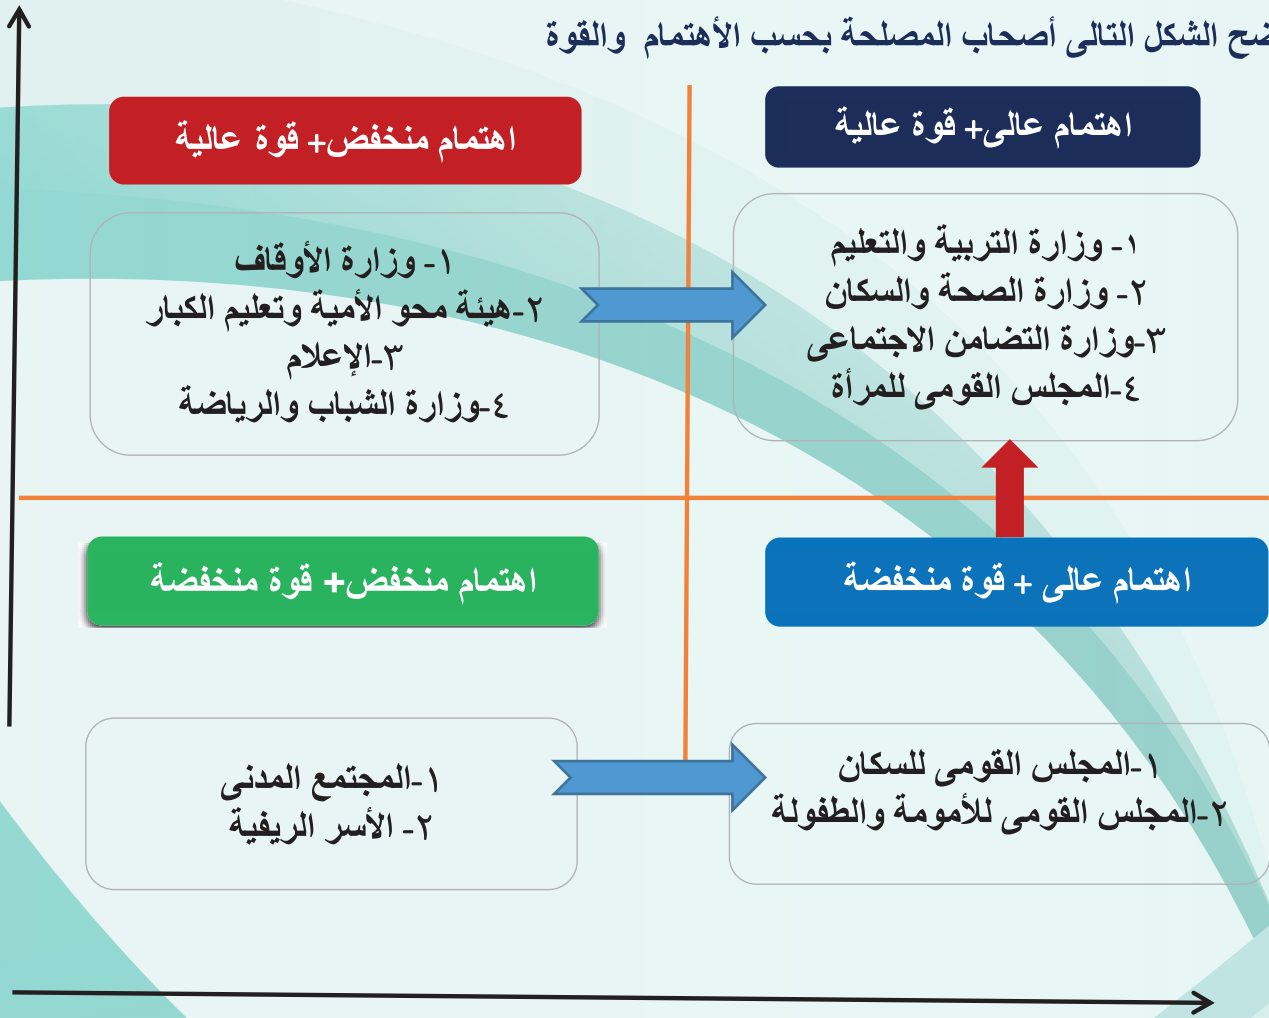 الشكل التالى أصحاب المصلحة بحسب الأهتمام والقوة
اهتمام عالى+ قوة عالية
١- وزارة التربية والتعليم
٢- وزارة الصحة والسكان
٣-وزارة التضامن الاجتماعى
٤-المجلس القومى للمرأة
اهتمام منخفض+ قوة عالية
١- وزارة الأوقاف
٢-هيئة محو الأمية وتعليم الكبار
٣-الإعلام
٤-وزارة الشباب والرياضة
اهتمام عالى + قوة منخفضة
١-المجلس القومى للسكان
٢-المجلس القومى للأمومة والطفولة
اهتمام منخفض+ قوة منخفضة
١-المجتمع المدنى
٢- الأسر الريفية